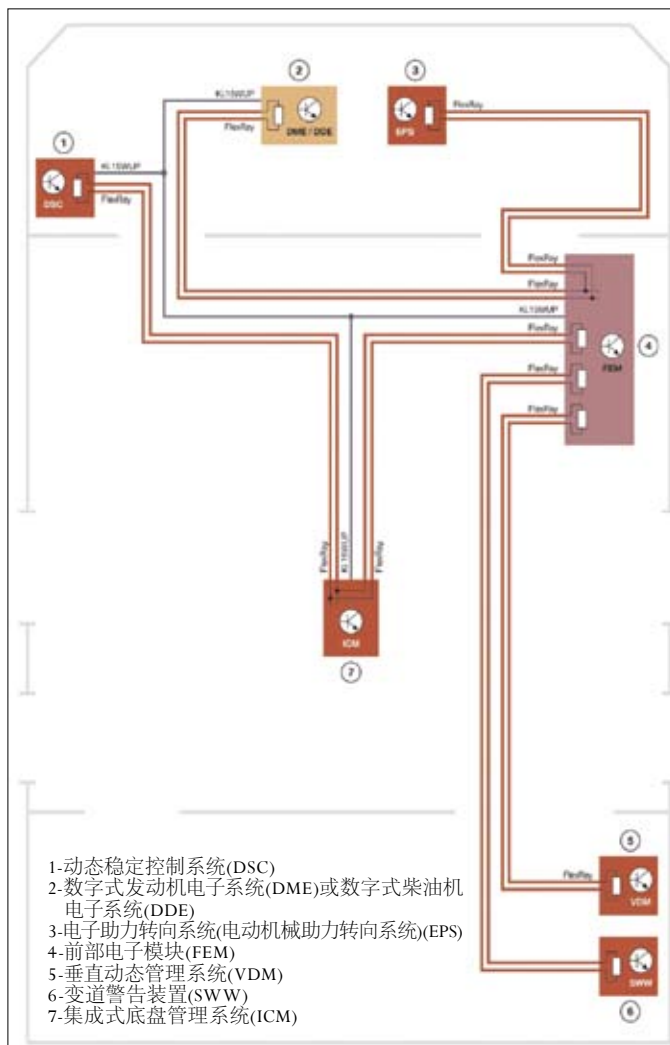 ②
③
KL15WUP
FlexRay
DME / DDE
FlexRay
EPS
①
KL15WUP
FlexRay
DSC
FlexRay
FlexRay
KL15WUP
FlexRay
FlexRay
FlexRay
FEM
④
FlexRay
KL15WUP
FlexRay
ICM
⑦
⑤
FlexRay
VDM
SWW
⑥
1-动态稳定控制系统(DSC)
2-数字式发动机电子系统(DME)或数字式柴油机
电子系统(DDE)
3-电子助力转向系统(电动机械助力转向系统)(EPS)
4-前部电子模块(FEM)
5-垂直动态管理系统(VDM)
6-变道警告装置(SWW)
7-集成式底盘管理系统(ICM)